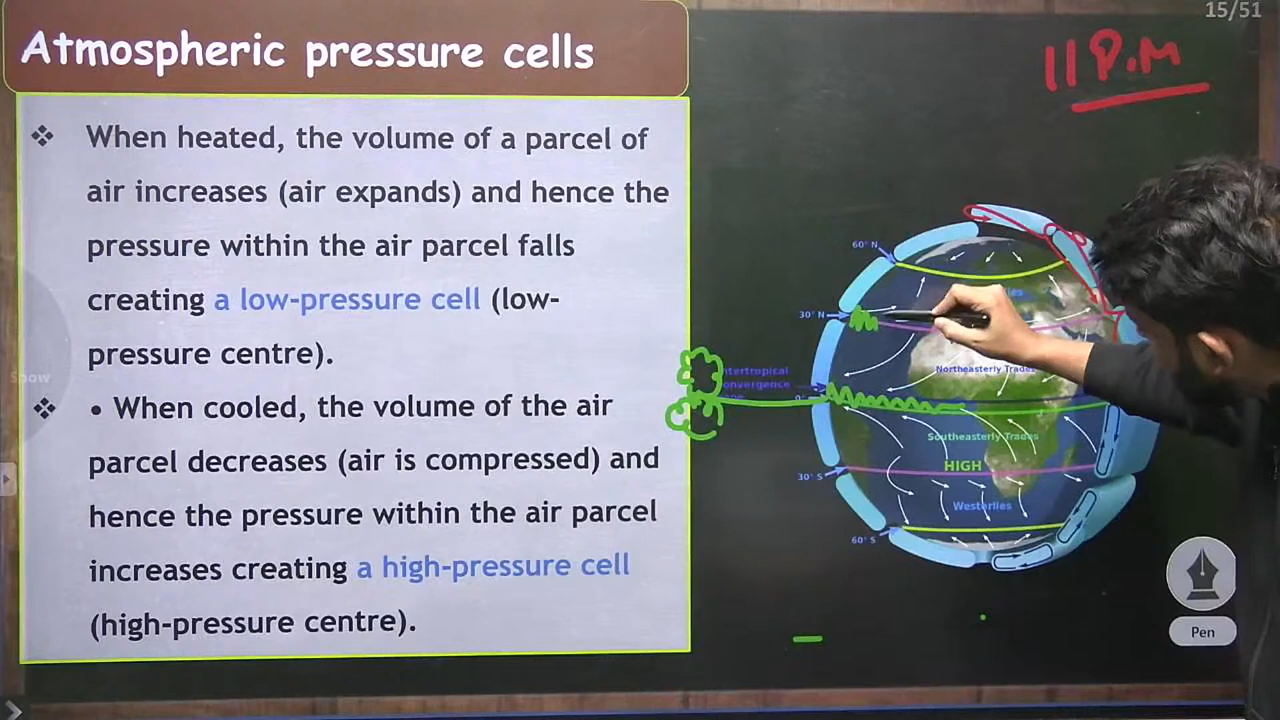 15/51
Atmospheric pressure cells
11 P.M
❖ When heated, the volume of a parcel of
air increases (air expands) and hence the
pressure within the air parcel falls
creating a low-pressure cell (low-
pressure centre).
❖ • When cooled, the volume of the air
parcel decreases (air is compressed) and
hence the pressure within the air parcel
increases creating a high-pressure cell
(high-pressure centre).
60° N
30° N
ntertropical
onvergence
0°
Northeasterly Trades
Southeasterly Trades
HIGH
30° S
Westerlies
60° S
Pen